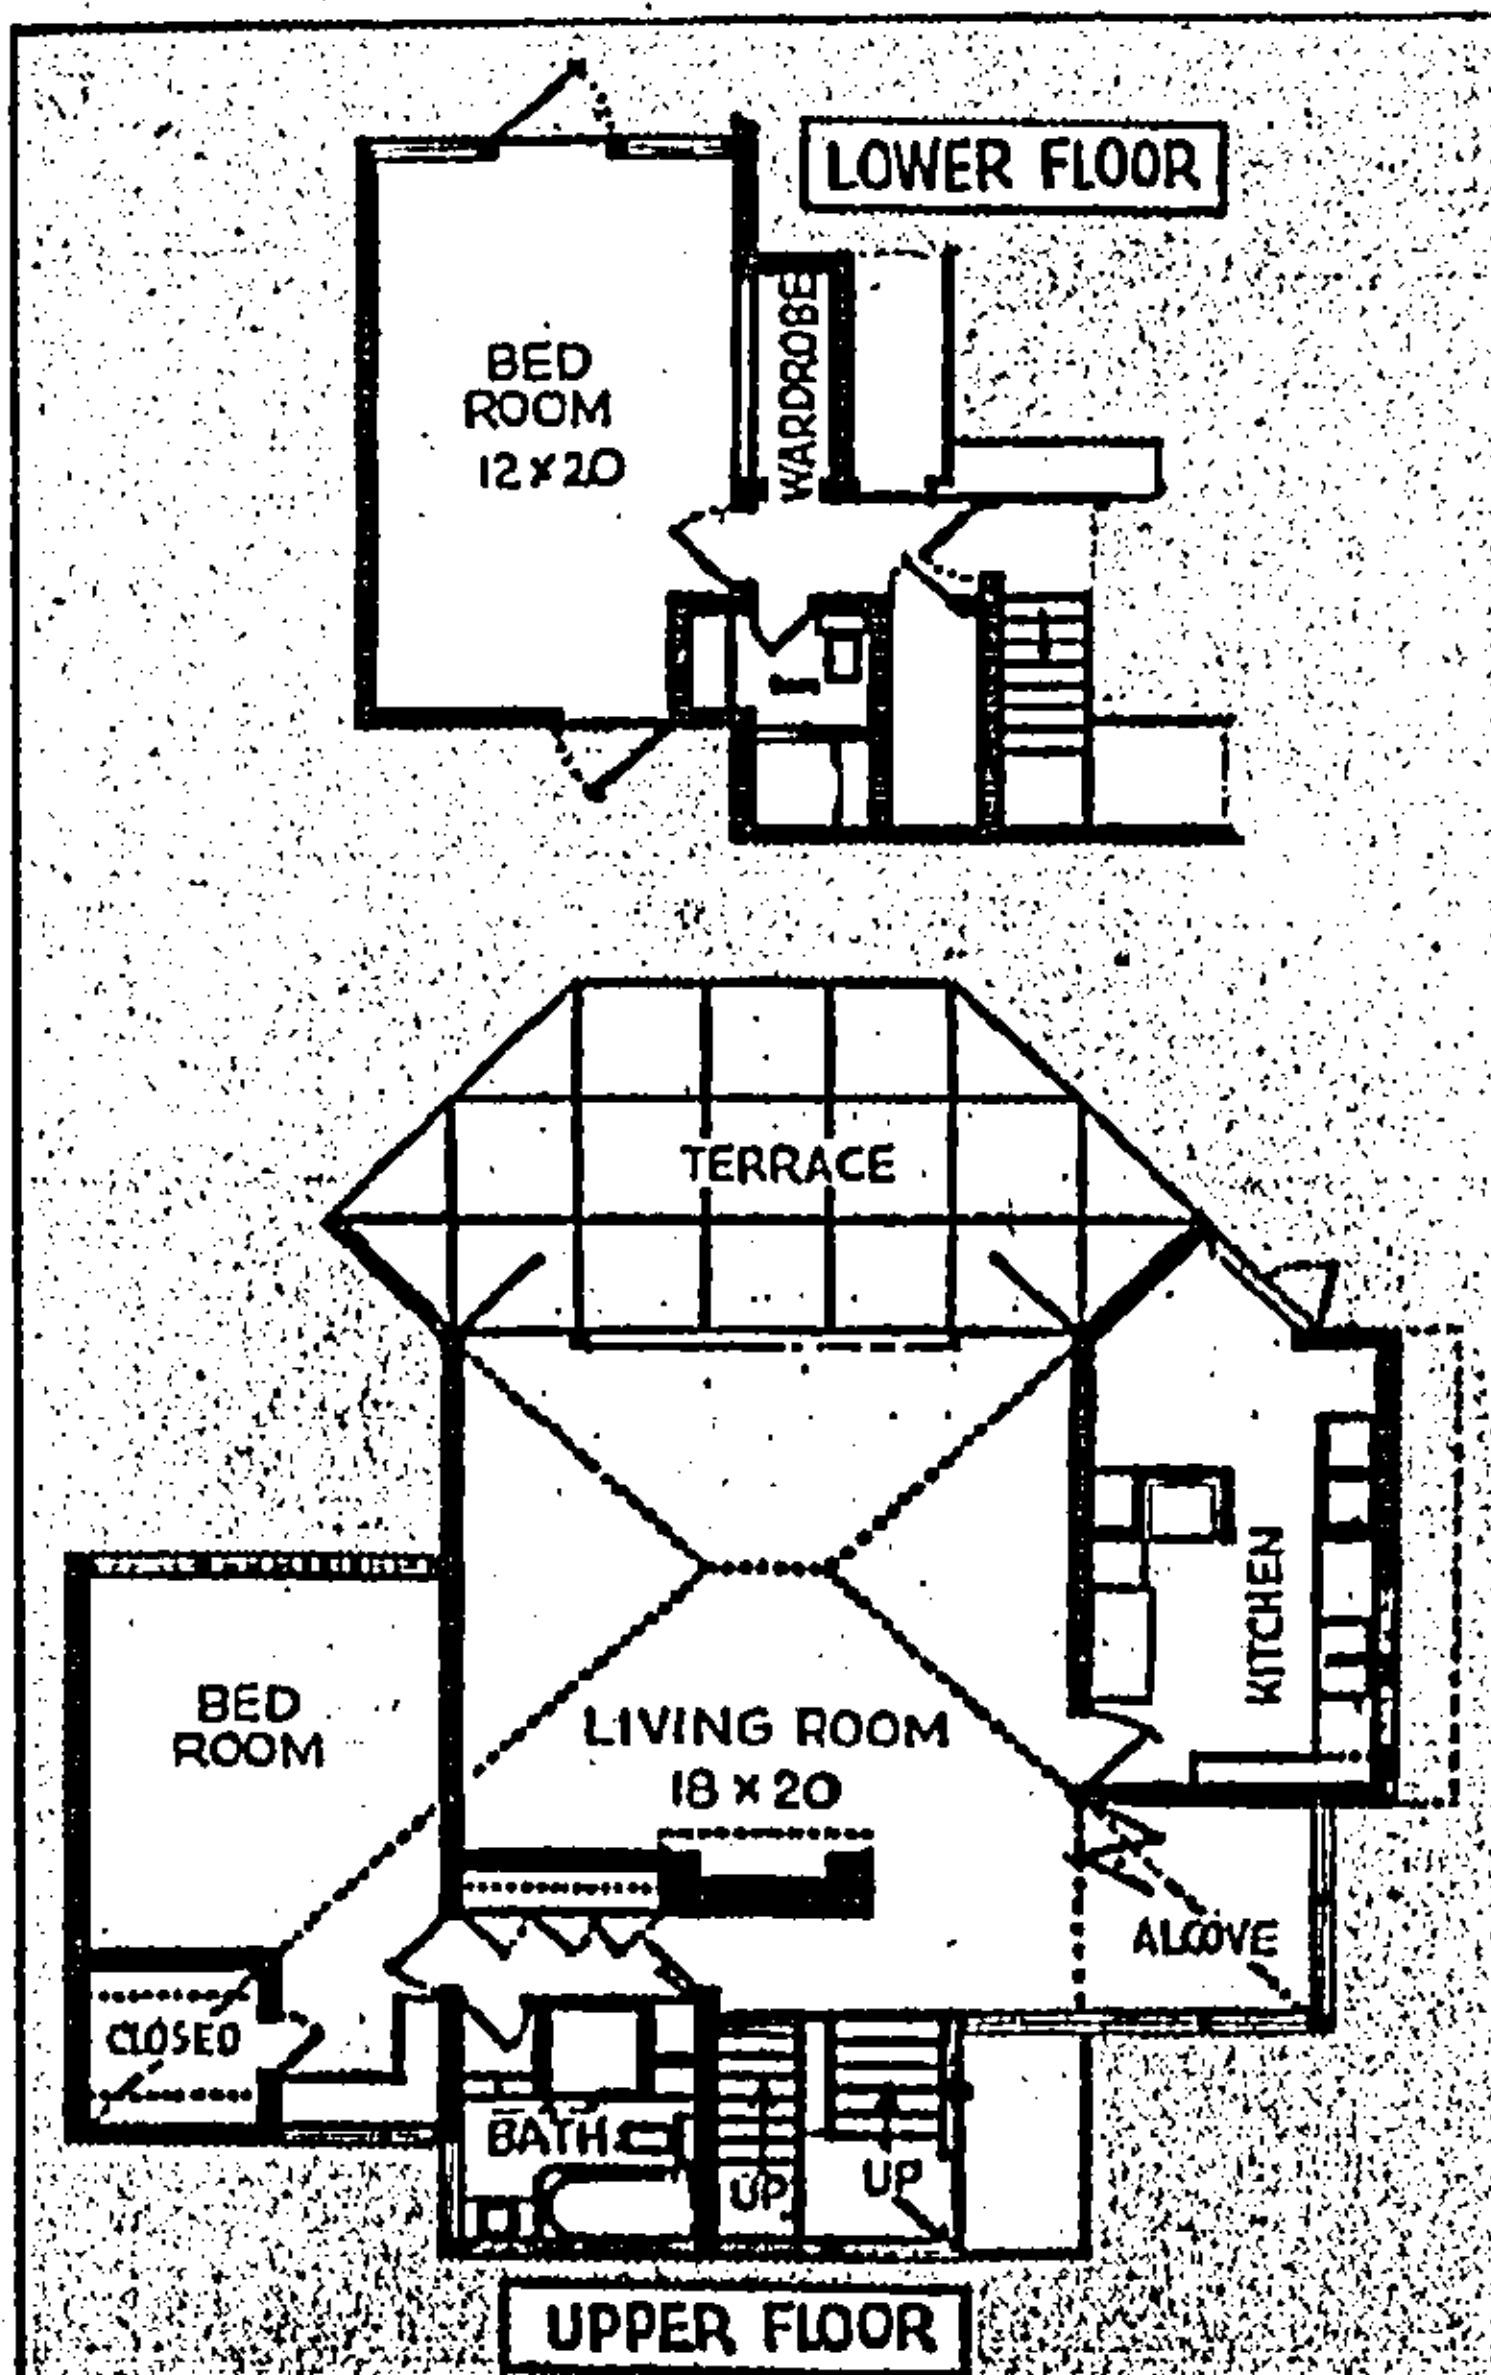 LOWER FLOOR
BED
ROOM
12 x 20
WARDROBE
TERRACE
BED
ROOM
LIVING ROOM
18 x 20
KITCHEN
ALCOVE
CLOSED
BATH
UP
UP
UPPER FLOOR